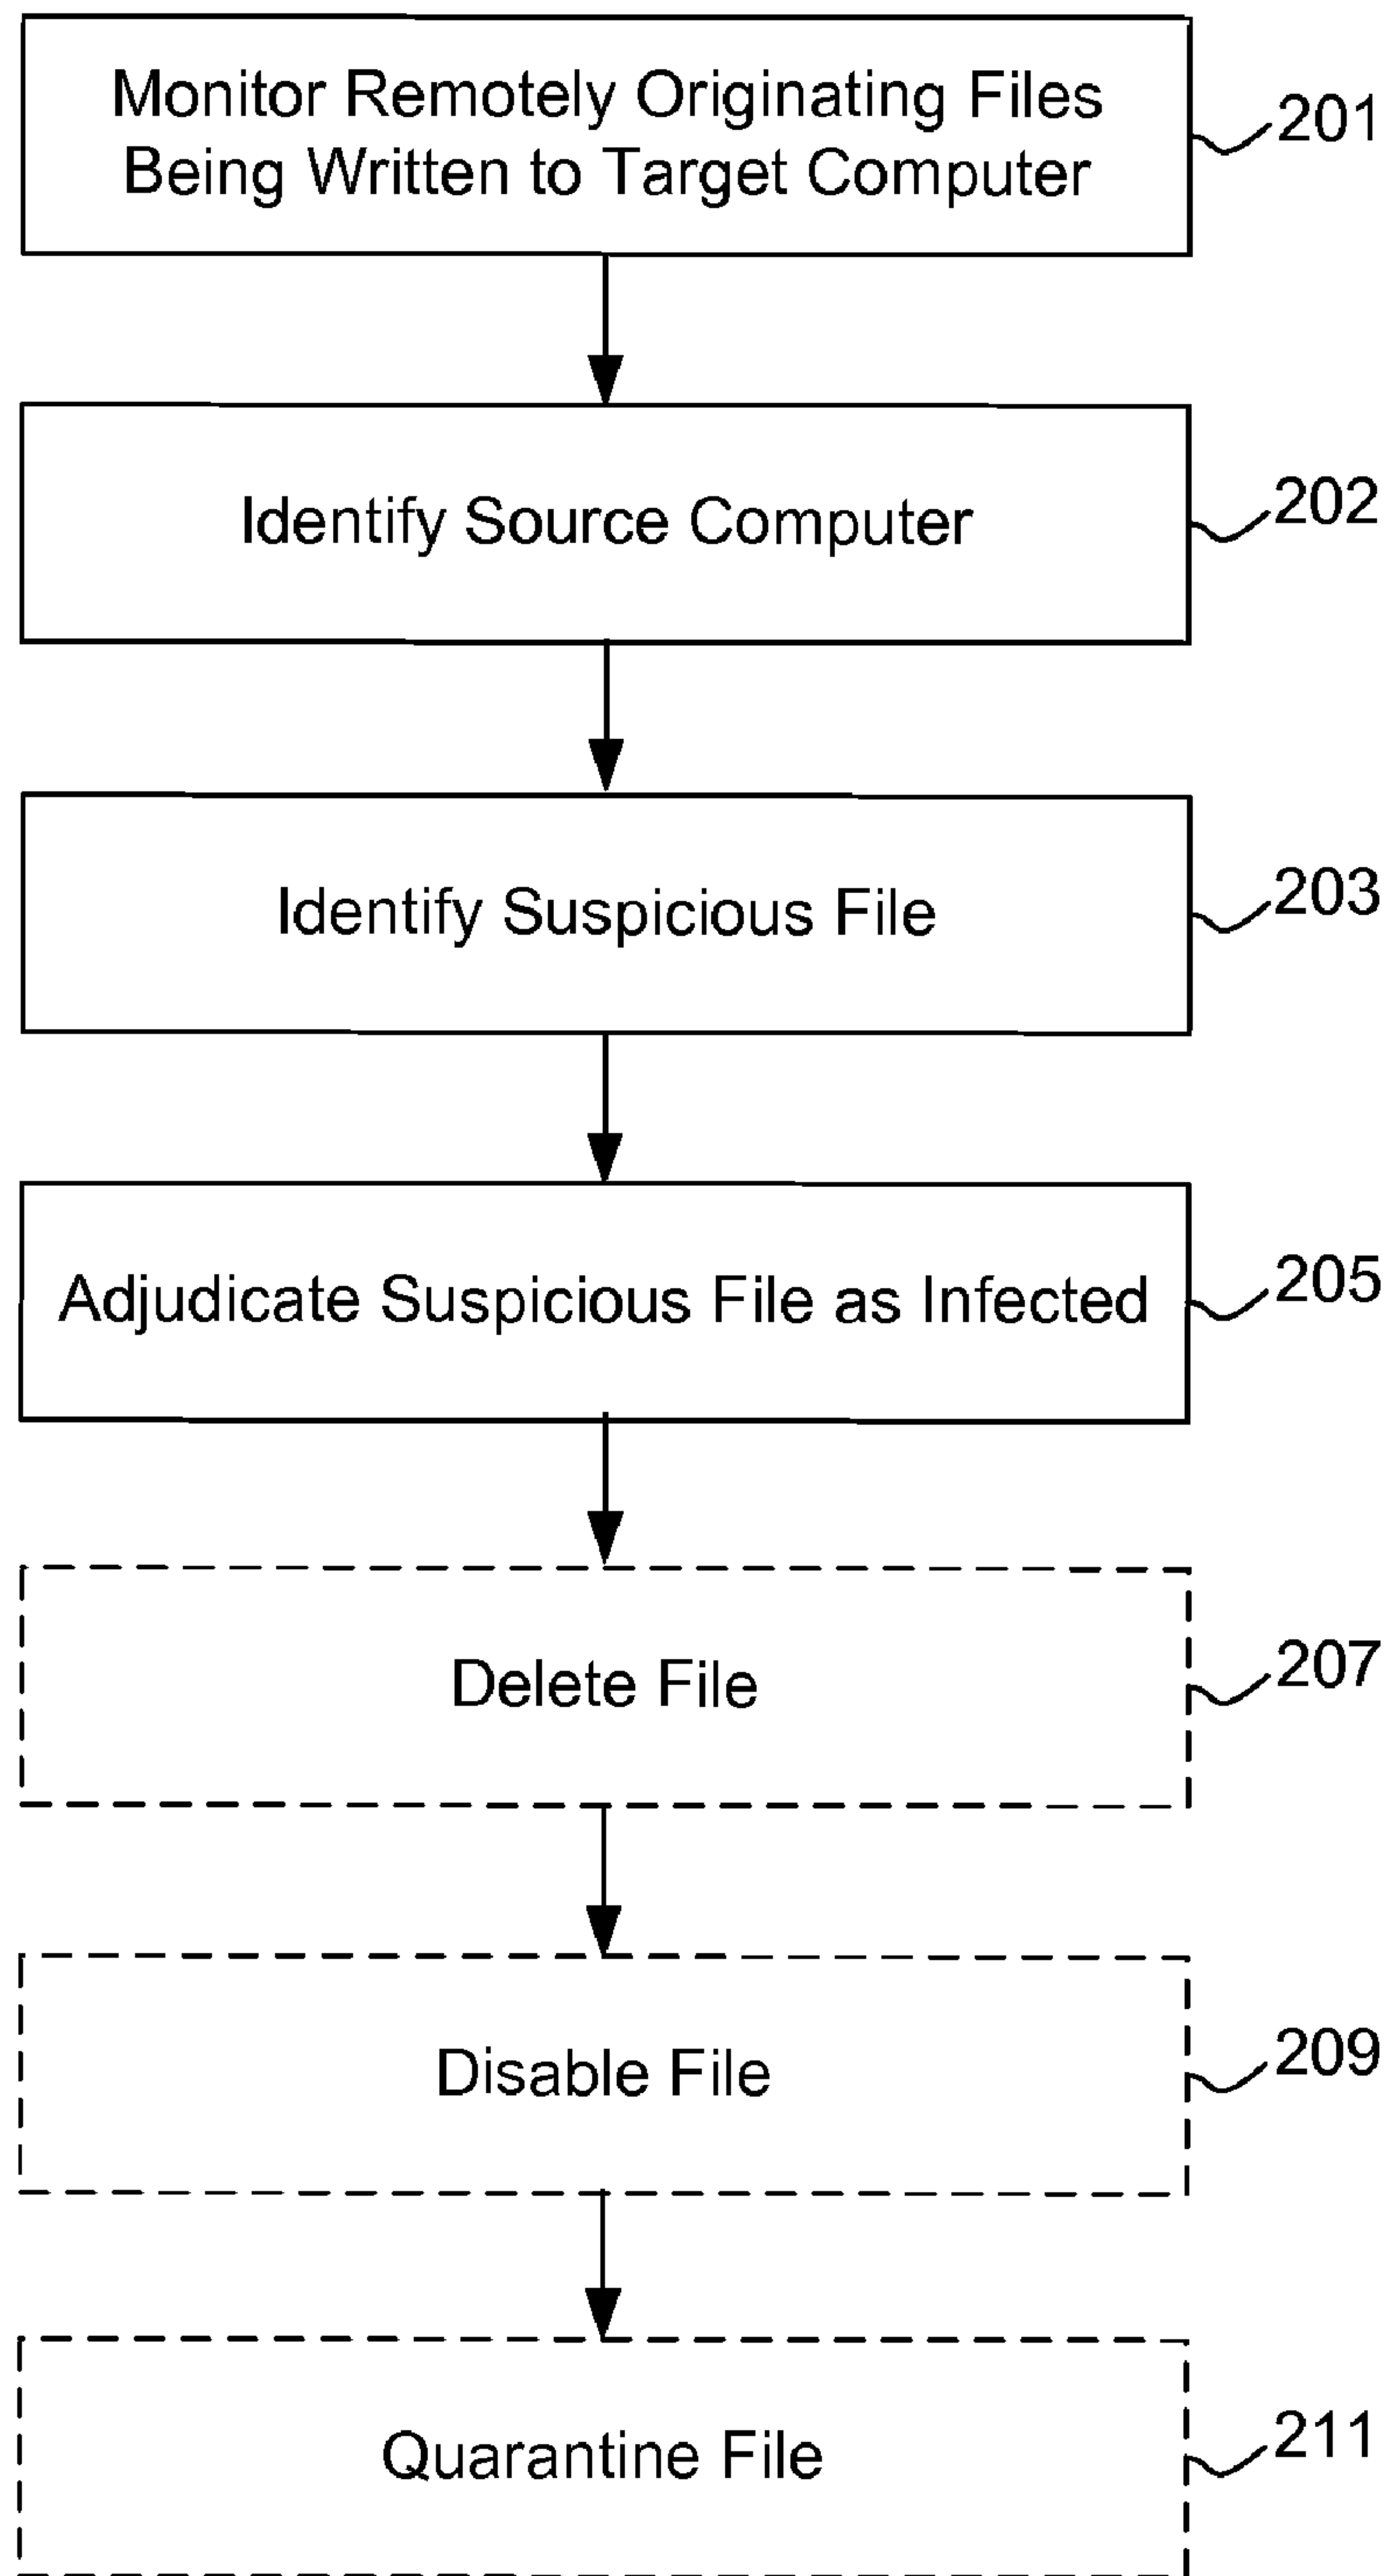 Monitor Remotely Originating Files
Being Written to Target Computer
201
Identify Source Computer
202
Identify Suspicious File
203
Adjudicate Suspicious File as Infected
205
Delete File
207
Disable File
209
Quarantine File
211